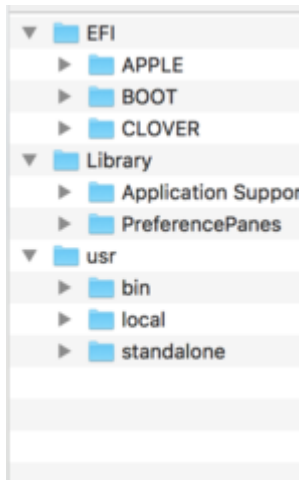 EFI
APPLE
BOOT
CLOVER
Library
Application Suppor
PreferencePanes
usr
bin
local
standalone